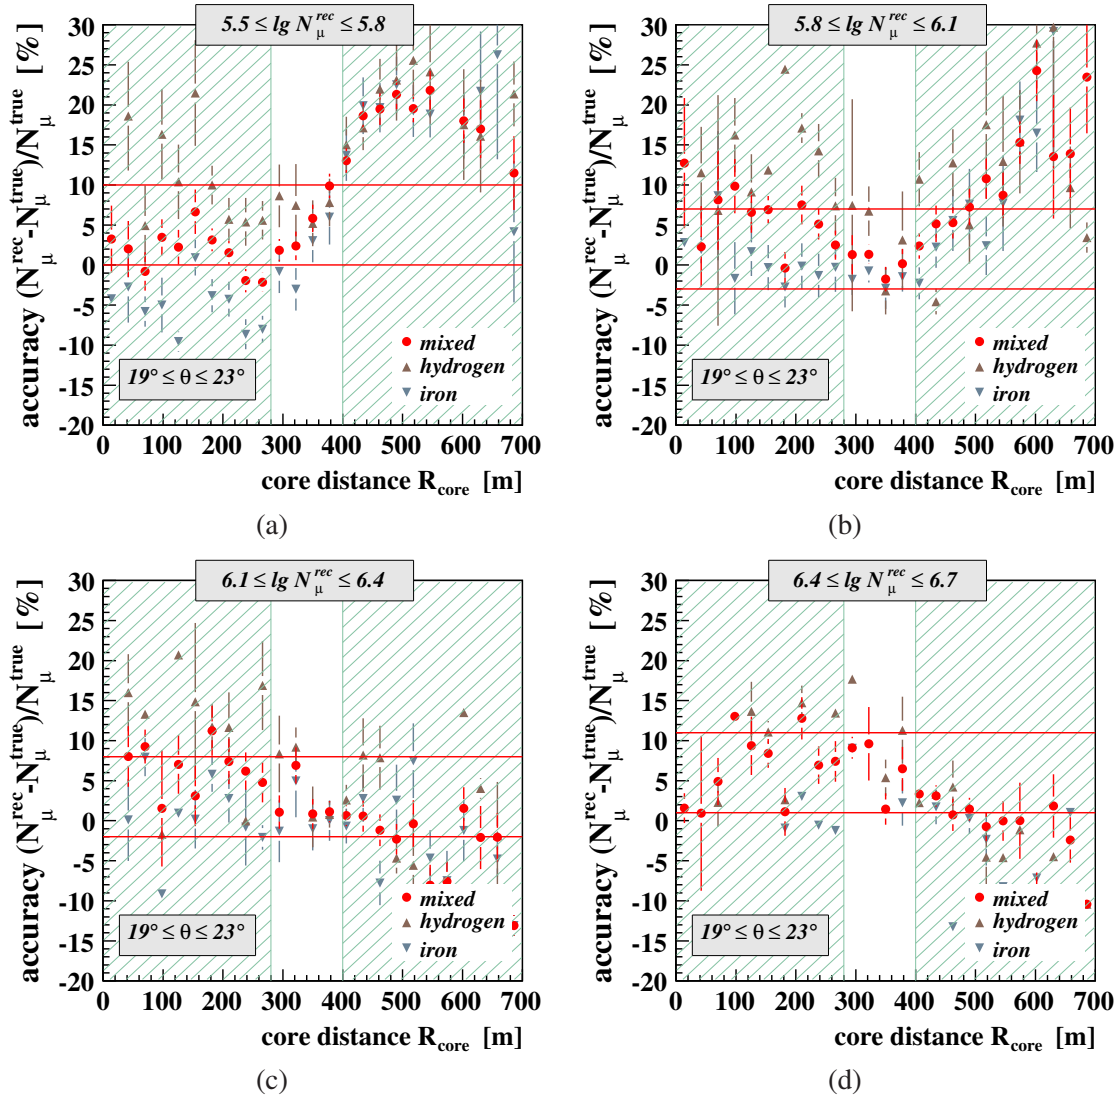 5.5 ≤ lg N_μ^rec ≤ 5.8
accuracy (N_μ^rec-N_μ^true)/N_μ^true [%]
30
25
20
15
10
5
0
-5
-10
-15
-20
mixed
hydrogen
iron
19° ≤ θ ≤ 23°
0 100 200 300 400 500 600 700
core distance R_core [m]
(a)
5.8 ≤ lg N_μ^rec ≤ 6.1
accuracy (N_μ^rec-N_μ^true)/N_μ^true [%]
30
25
20
15
10
5
0
-5
-10
-15
-20
mixed
hydrogen
iron
19° ≤ θ ≤ 23°
0 100 200 300 400 500 600 700
core distance R_core [m]
(b)
6.1 ≤ lg N_μ^rec ≤ 6.4
accuracy (N_μ^rec-N_μ^true)/N_μ^true [%]
30
25
20
15
10
5
0
-5
-10
-15
-20
mixed
hydrogen
iron
19° ≤ θ ≤ 23°
0 100 200 300 400 500 600 700
core distance R_core [m]
(c)
6.4 ≤ lg N_μ^rec ≤ 6.7
accuracy (N_μ^rec-N_μ^true)/N_μ^true [%]
30
25
20
15
10
5
0
-5
-10
-15
-20
mixed
hydrogen
iron
19° ≤ θ ≤ 23°
0 100 200 300 400 500 600 700
core distance R_core [m]
(d)